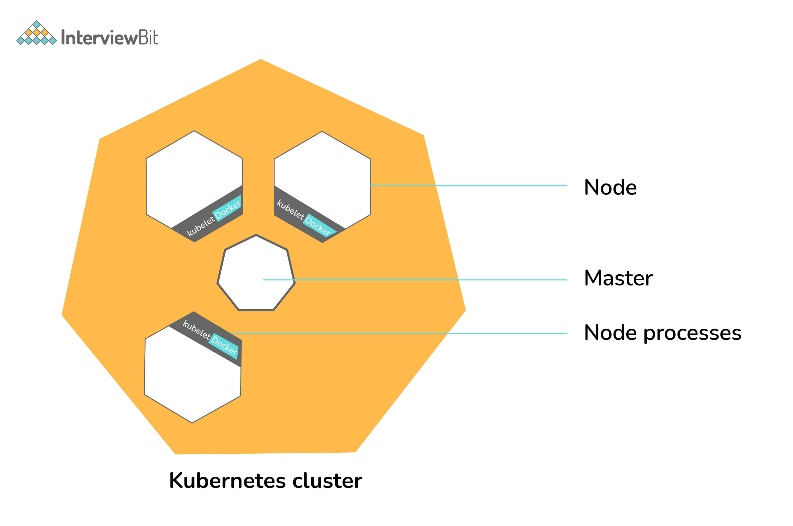 InterviewBit
kubelet Docker
kubelet Docker
Node
Master
kubelet Docker
Node processes
Kubernetes cluster